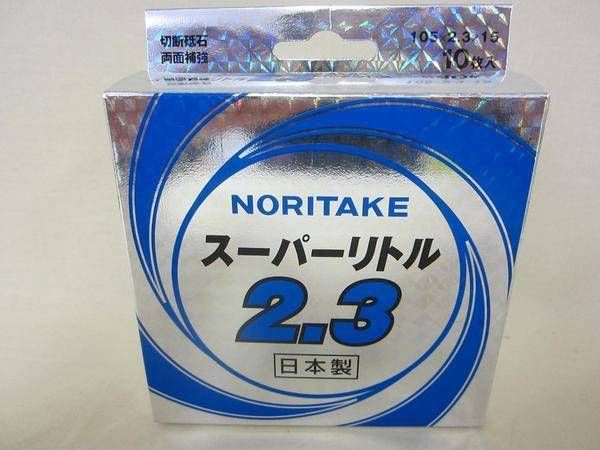 切断砥石
両面補強
105×2.3×15
10枚入
NORITAKE
スーパーリトル
2.3
日本製